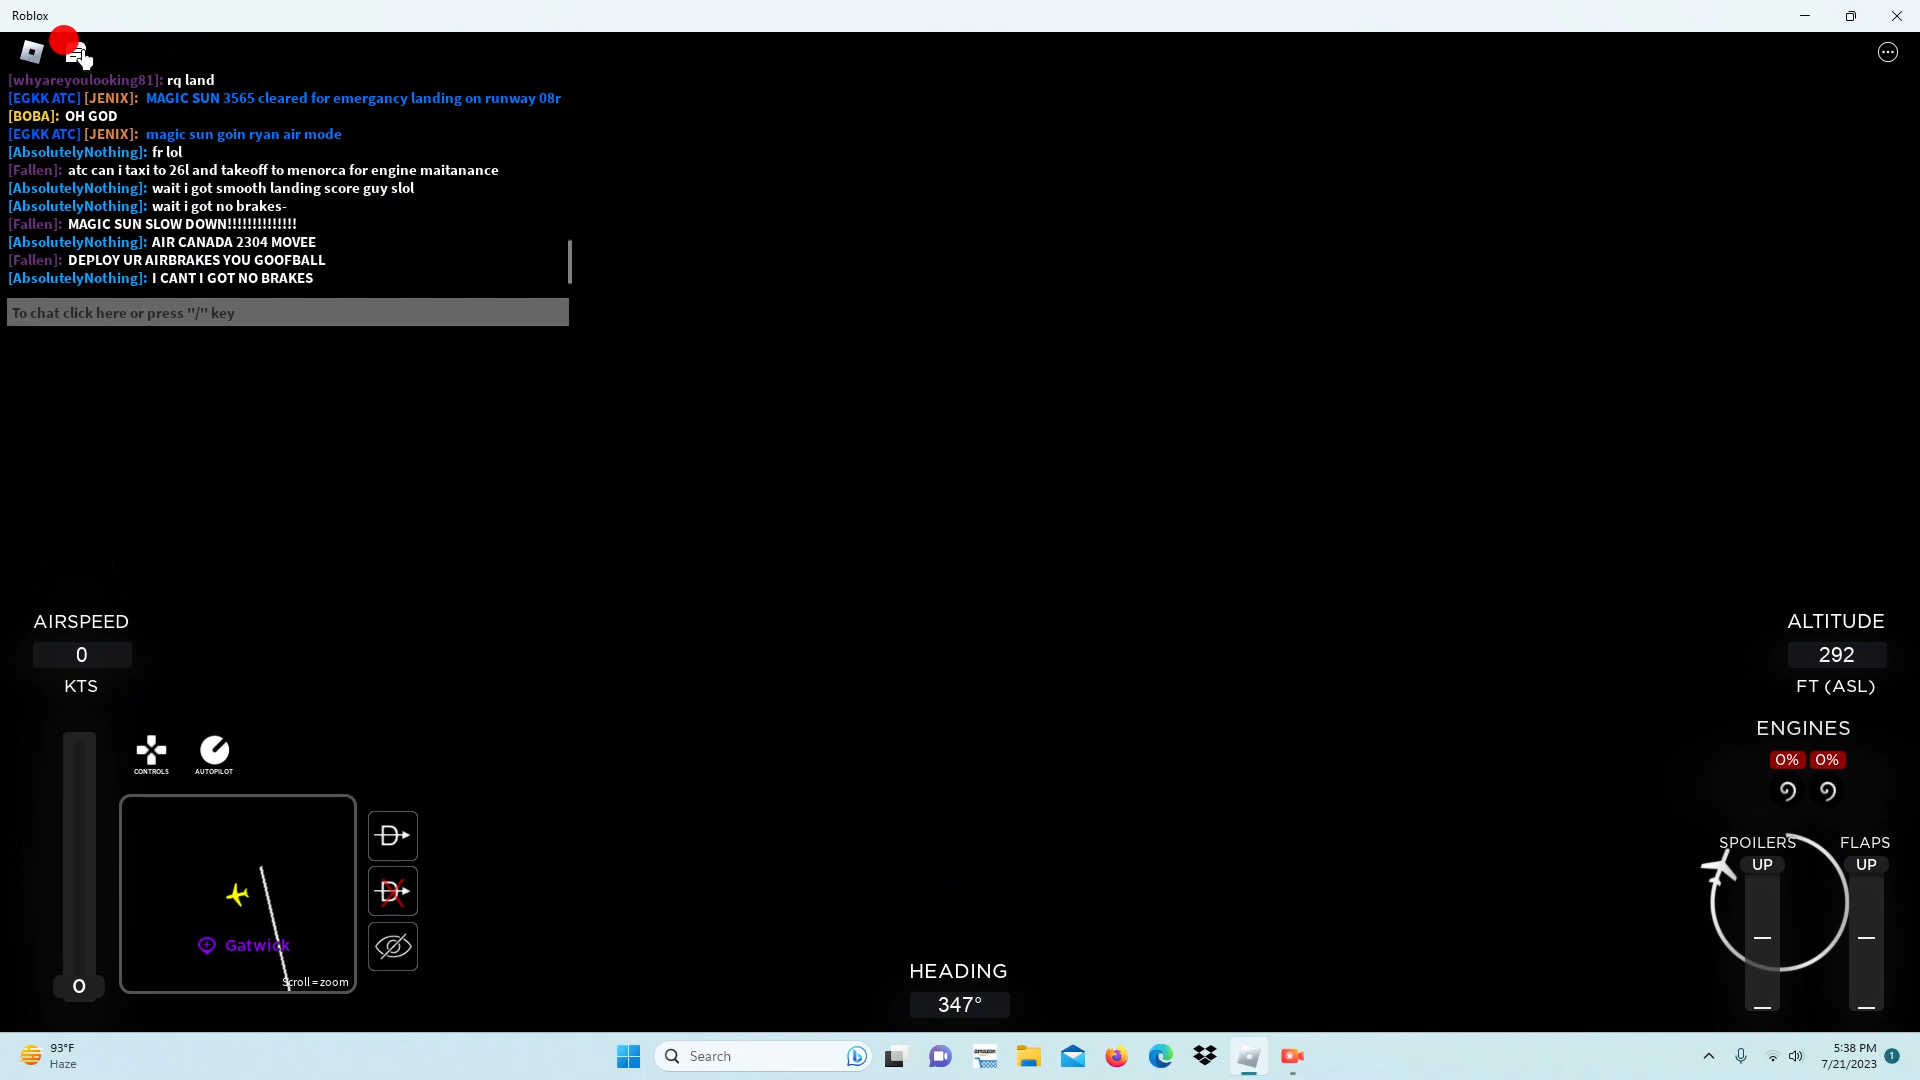 Roblox
[whyareyoulooking81]: rq land
[EGKK ATC] [JENIX]: MAGIC SUN 3565 cleared for emergancy landing on runway 08r
[BOBA]: OH GOD
[EGKK ATC] [JENIX]: magic sun goin ryan air mode
[AbsolutelyNothing]: fr lol
[Fallen]: atc can i taxi to 26l and takeoff to menorca for engine maitanance
[AbsolutelyNothing]: wait i got smooth landing score guy slol
[AbsolutelyNothing]: wait i got no brakes-
[Fallen]: MAGIC SUN SLOW DOWN!!!!!!!!!!!!!!
[AbsolutelyNothing]: AIR CANADA 2304 MOVEE
[Fallen]: DEPLOY UR AIRBRAKES YOU GOOFBALL
[AbsolutelyNothing]: I CANT I GOT NO BRAKES
To chat click here or press "/" key
AIRSPEED
0
KTS
ALTITUDE
292
FT (ASL)
ENGINES
0% 0%
CONTROLS AUTOPILOT
SPOILERS FLAPS
UP UP
Gatwick
Scroll=zoom
0
HEADING
347°
93°F
Haze
Search
amazon
5:38 PM
7/21/2023
1